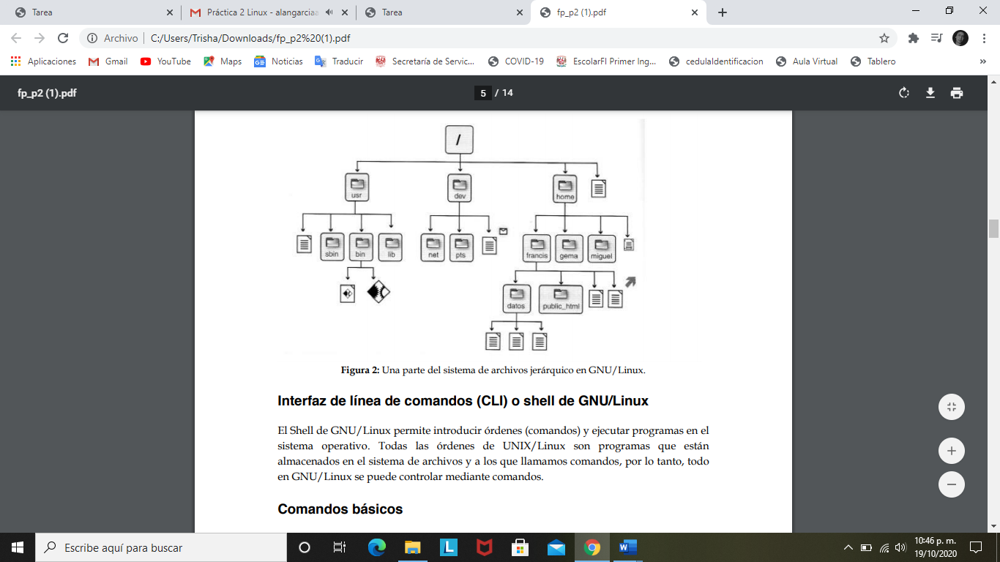 Tarea
Práctica 2 Linux - alangarciaa
Tarea
fp_p2 (1).pdf
Archivo
C:/Users/Trisha/Downloads/fp_p2%20(1).pdf
Aplicaciones
Gmail
YouTube
Maps
Noticias
Traducir
Secretaría de Servic...
COVID-19
EscolarFI Primer Ing...
cedulaIdentificacion
Aula Virtual
Tablero
»
fp_p2 (1).pdf
5 / 14
/
usr
dev
home
sbin
bin
lib
net
pts
francis
gema
miguel
datos
public_html
Figura 2: Una parte del sistema de archivos jerárquico en GNU/Linux.
Interfaz de línea de comandos (CLI) o shell de GNU/Linux
El Shell de GNU/Linux permite introducir órdenes (comandos) y ejecutar programas en el
sistema operativo. Todas las órdenes de UNIX/Linux son programas que están
almacenados en el sistema de archivos y a los que llamamos comandos, por lo tanto, todo
en GNU/Linux se puede controlar mediante comandos.
Comandos básicos
Escribe aquí para buscar
10:46 p. m.
19/10/2020